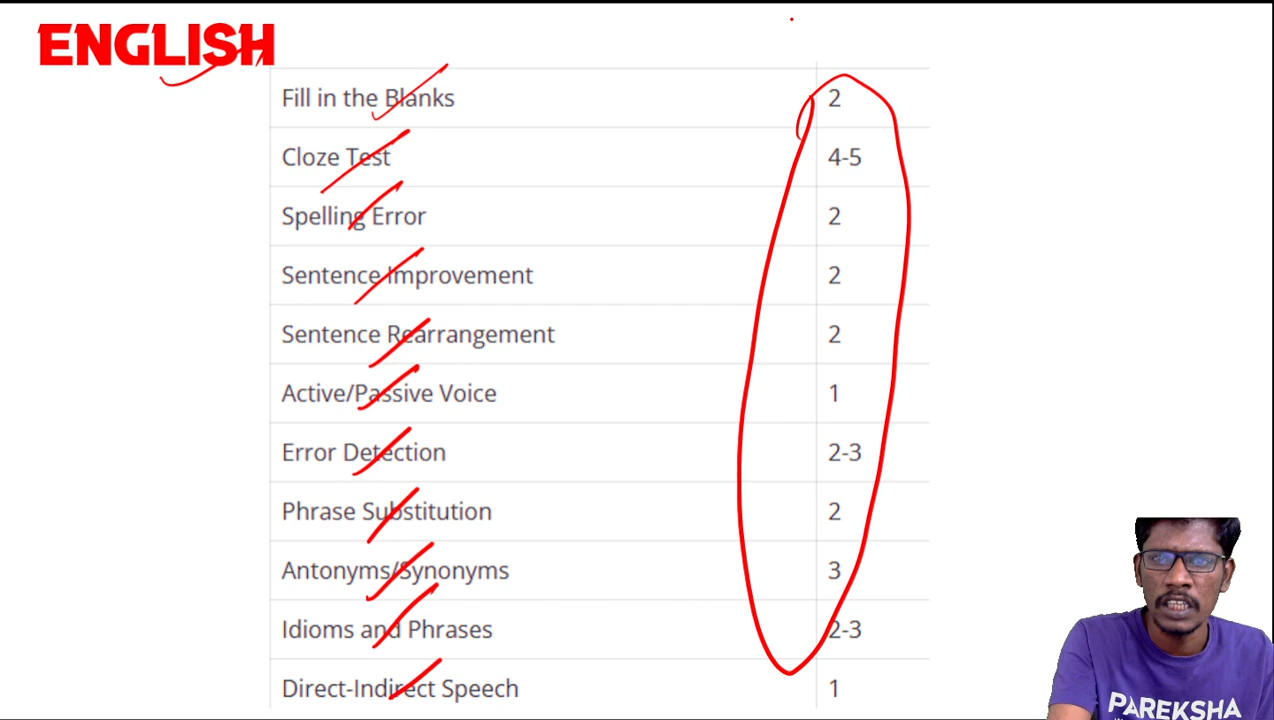 ENGLISH
Fill in the Blanks 2
Cloze Test 4-5
Spelling Error 2
Sentence Improvement 2
Sentence Rearrangement 2
Active/Passive Voice 1
Error Detection 2-3
Phrase Substitution 2
Antonyms/Synonyms 3
Idioms and Phrases 2-3
Direct-Indirect Speech 1
PAREKSHA